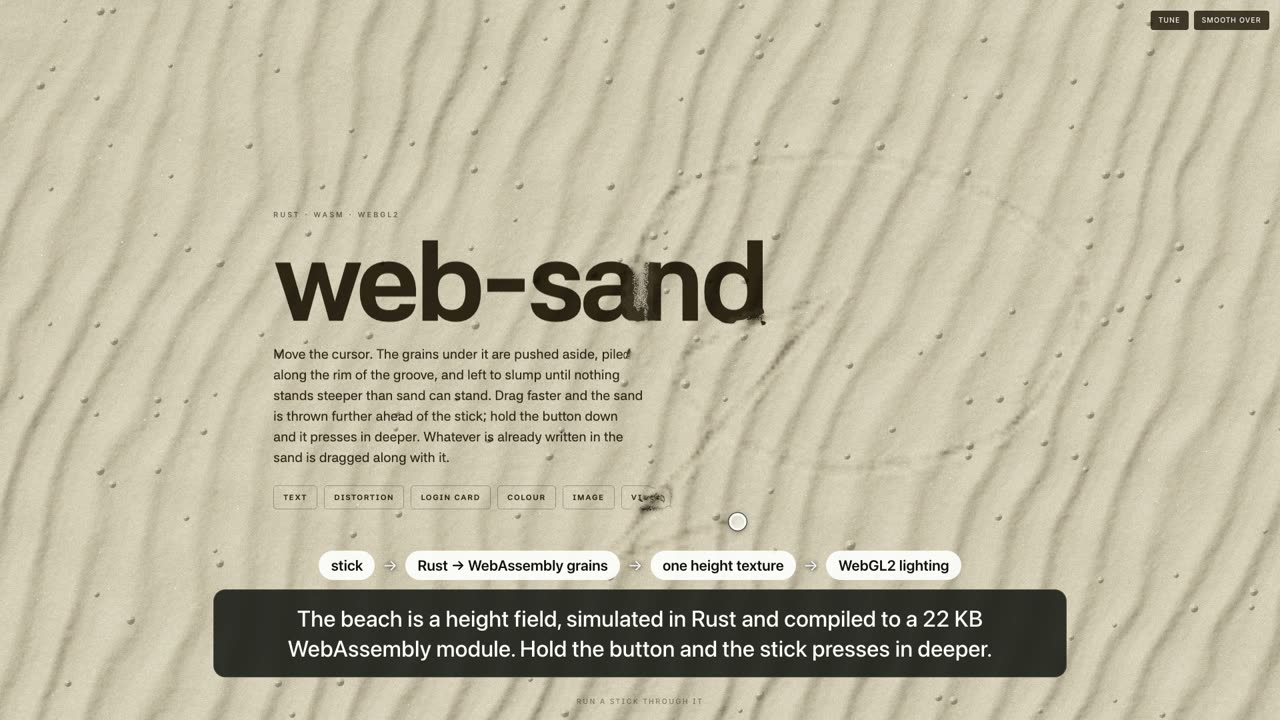 TUNE SMOOTH OVER
RUST · WASM · WEBGL2
web-sand
Move the cursor. The grains under it are pushed aside, piled
along the rim of the groove, and left to slump until nothing
stands steeper than sand can stand. Drag faster and the sand
is thrown further ahead of the stick; hold the button down
and it presses in deeper. Whatever is already written in the
sand is dragged along with it.
TEXT DISTORTION LOGIN CARD COLOUR IMAGE
stick → Rust → WebAssembly grains → one height texture → WebGL2 lighting
The beach is a height field, simulated in Rust and compiled to a 22 KB
WebAssembly module. Hold the button and the stick presses in deeper.
RUN A STICK THROUGH IT